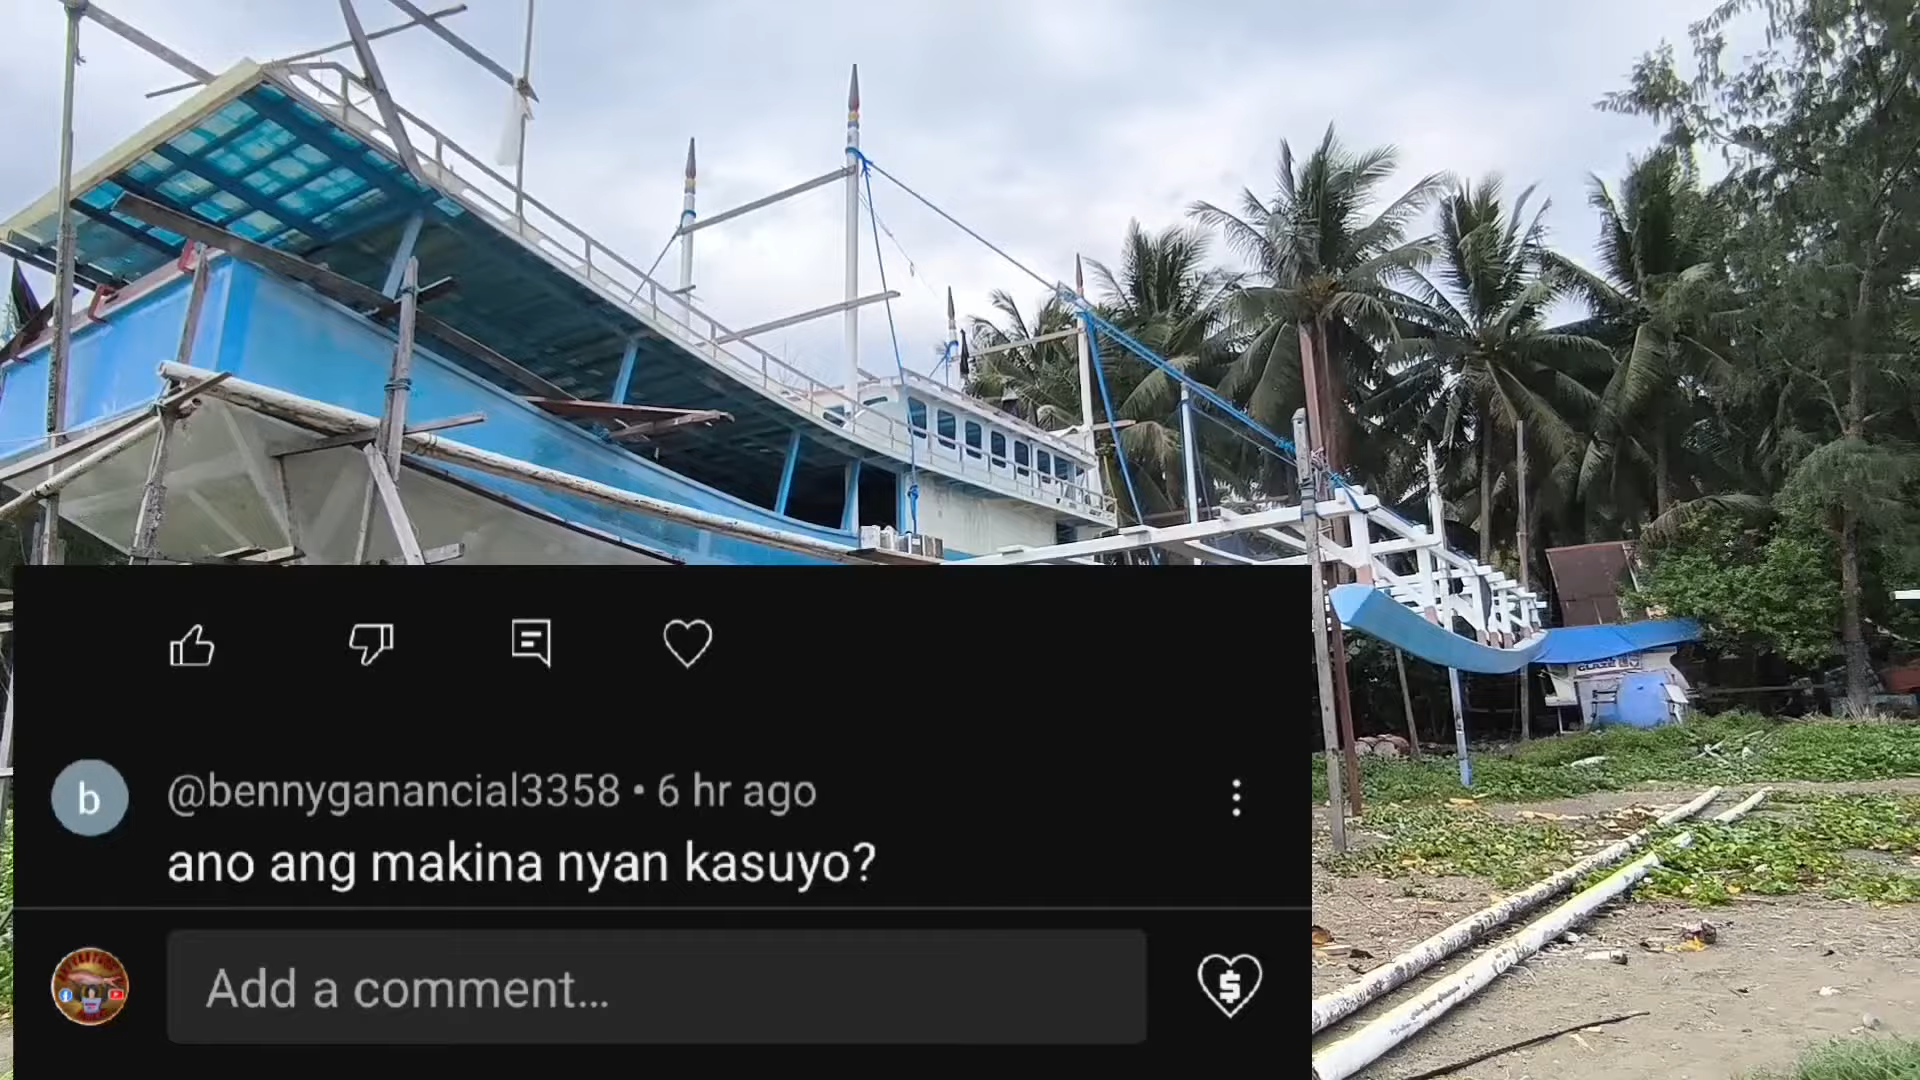 b
@bennyganancial3358 • 6 hr ago
ano ang makina nyan kasuyo?
Add a comment...
$